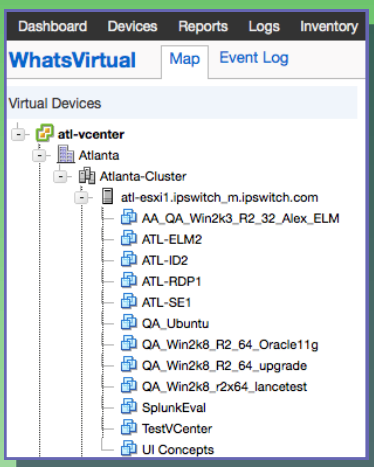 Dashboard Devices Reports Logs Inventory
WhatsVirtual Map Event Log
Virtual Devices
atl-vcenter
Atlanta
Atlanta-Cluster
atl-esxi1.ipswitch_m.ipswitch.com
AA_QA_Win2k3_R2_32_Alex_ELM
ATL-ELM2
ATL-ID2
ATL-RDP1
ATL-SE1
QA_Ubuntu
QA_Win2k8_R2_64_Oracle11g
QA_Win2k8_R2_64_upgrade
QA_Win2k8_r2x64_lancetest
SplunkEval
TestVCenter
UI Concepts